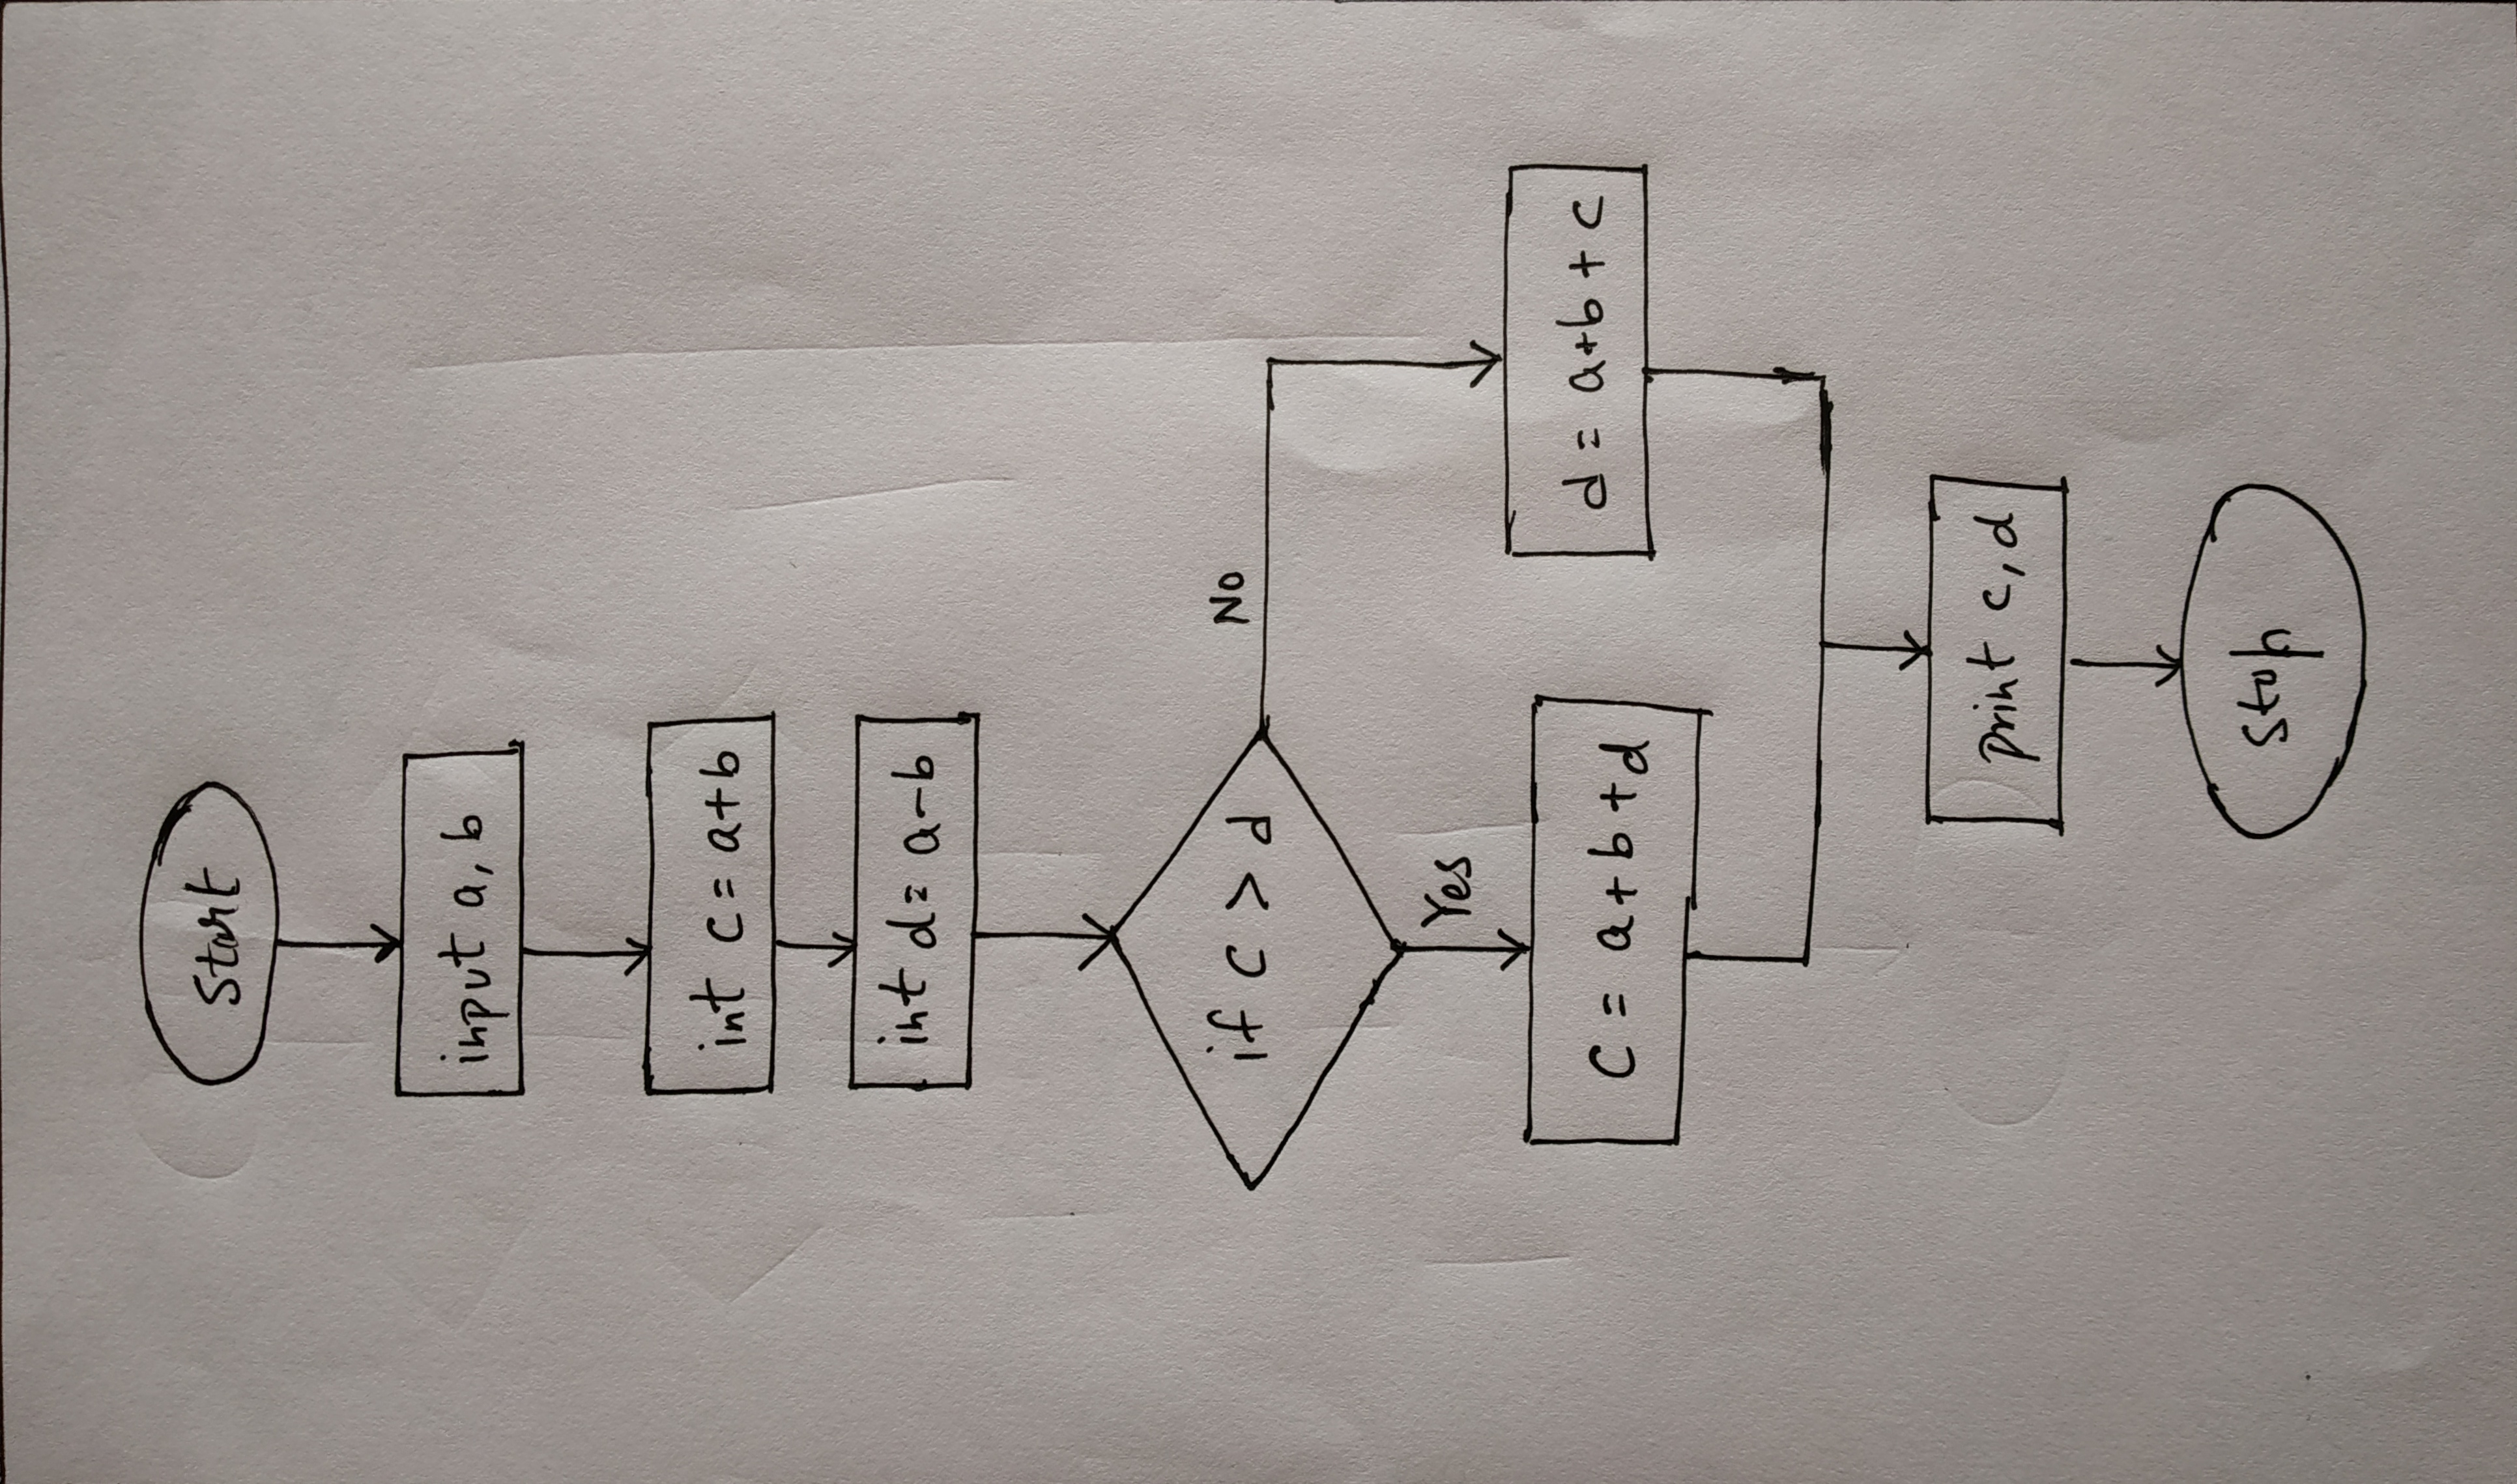 Start
input a, b
int c = a+b
int d = a-b
if c > d
No
Yes
C = a+b+d
d = a+b+c
print c, d
stop